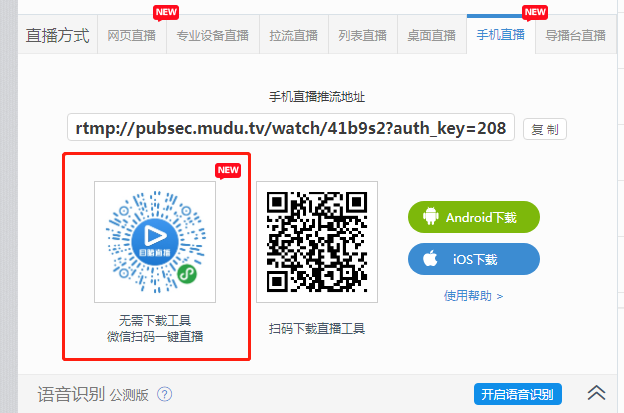 NEW
NEW
直播方式 网页直播 专业设备直播 拉流直播 列表直播 桌面直播 手机直播 导播台直播
手机直播推流地址
rtmp://pubsec.mudu.tv/watch/41b9s2?auth_key=208 复 制
NEW
目睹直播
Android下载
iOS下载
使用帮助 >
无需下载工具
微信扫码一键直播
扫码下载直播工具
语音识别 公测版 ? 开启语音识别